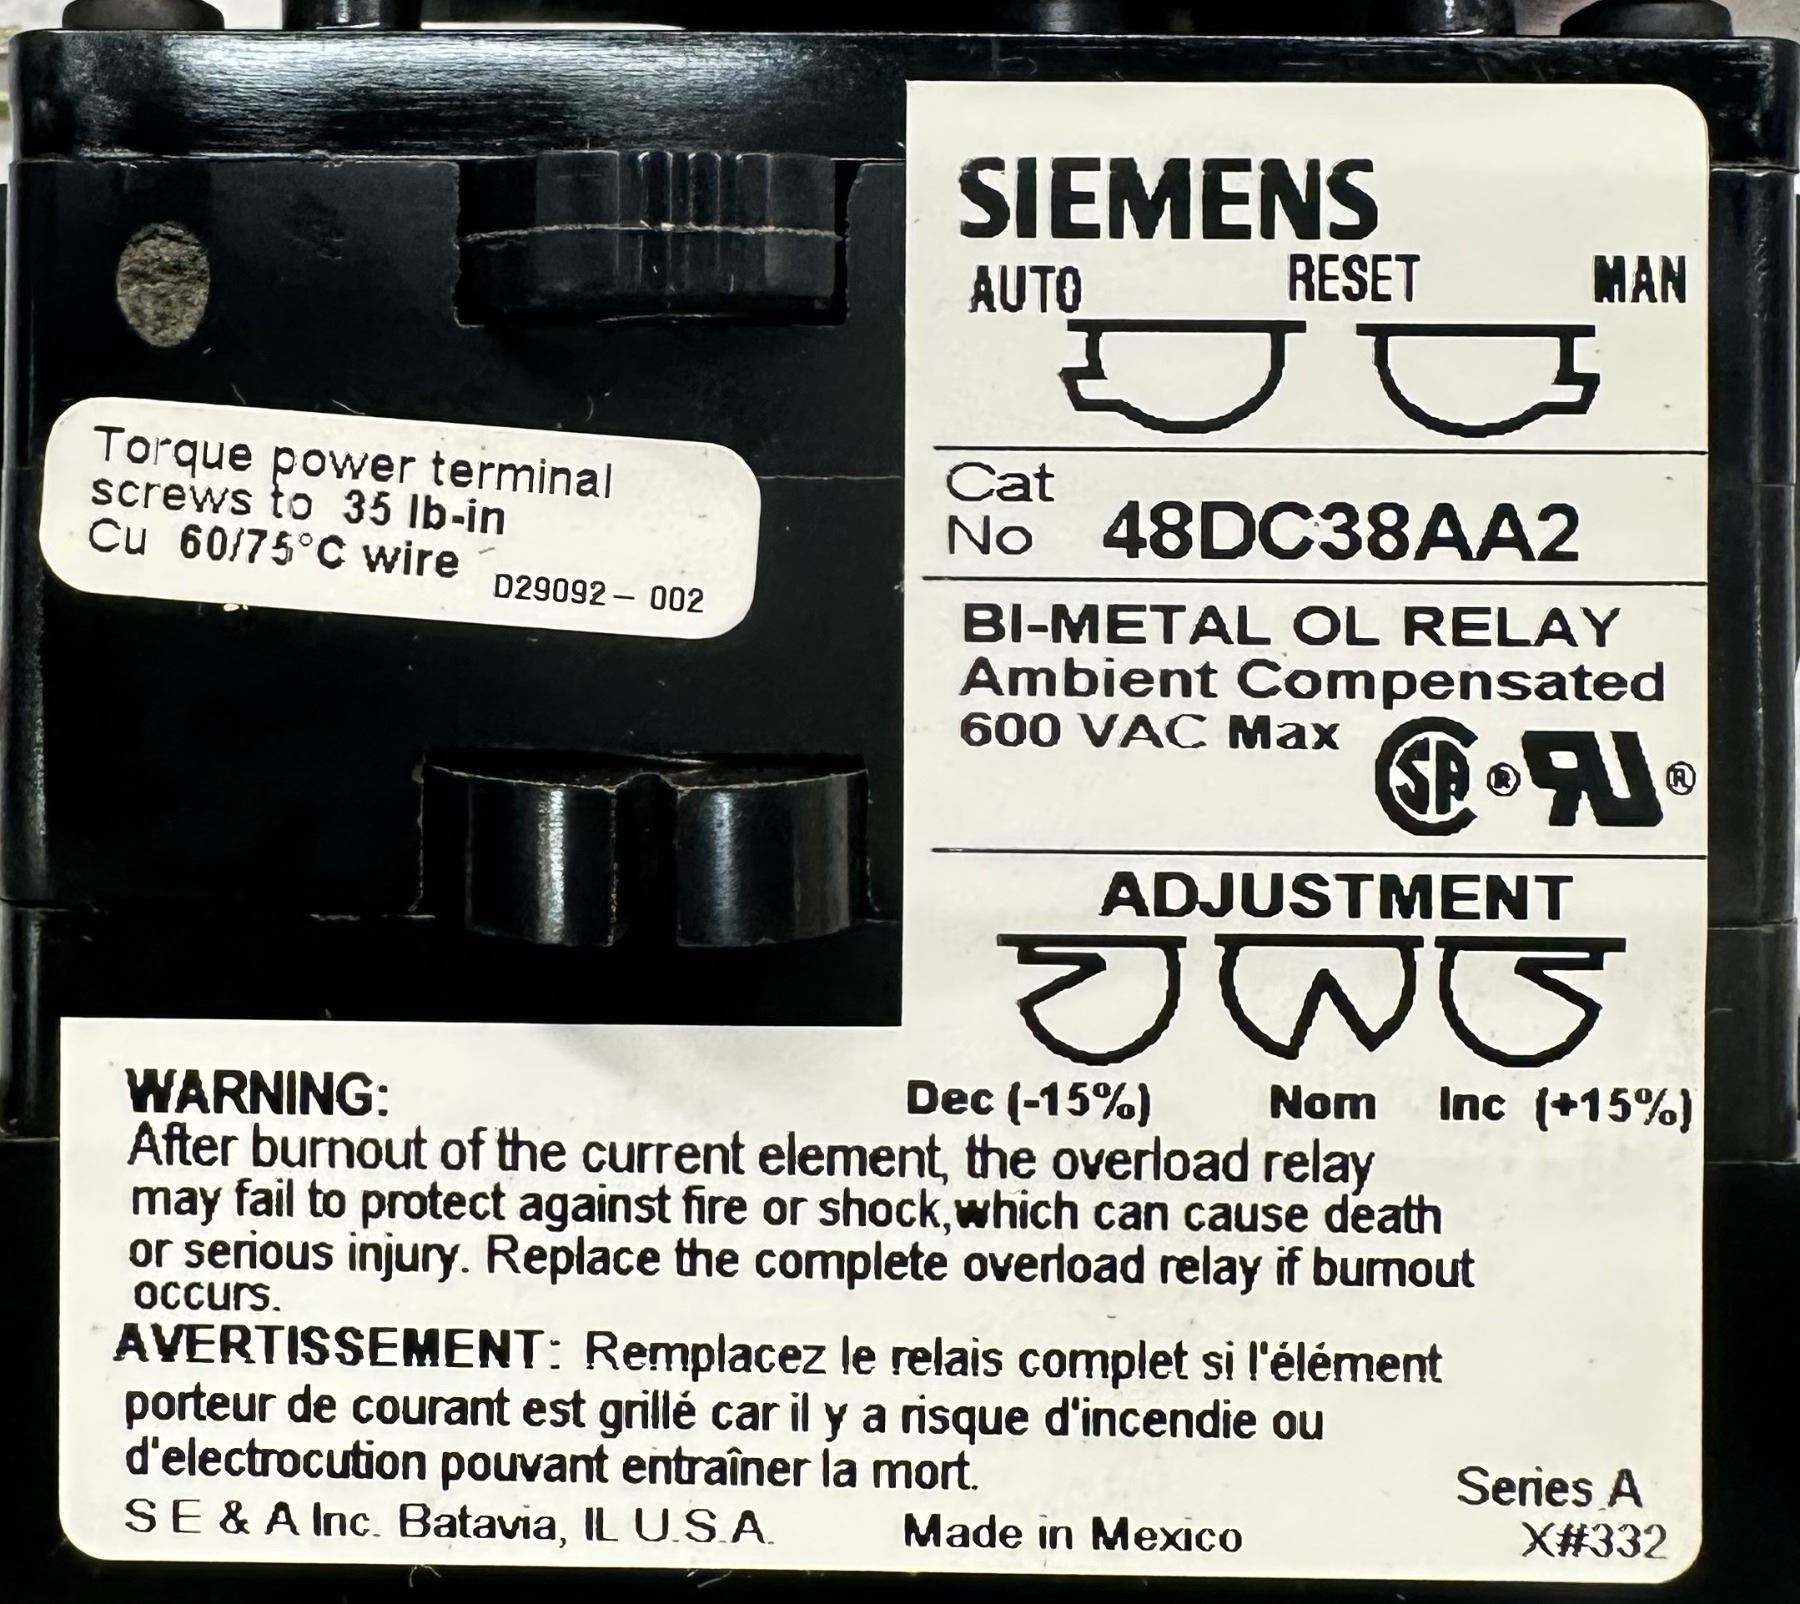 SIEMENS
AUTO RESET MAN
Torque power terminal
screws to 35 lb-in
Cu 60/75°C wire
D29092-002
Cat
No 48DC38AA2
BI-METAL OL RELAY
Ambient Compensated
600 VAC Max
SA ® RU ®
ADJUSTMENT
Dec (-15%) Nom Inc (+15%)
WARNING:
After burnout of the current element, the overload relay
may fail to protect against fire or shock,which can cause death
or serious injury. Replace the complete overload relay if burnout
occurs.
AVERTISSEMENT: Remplacez le relais complet si l'élément
porteur de courant est grillé car il y a risque d'incendie ou
d'electrocution pouvant entraîner la mort.
S E & A Inc. Batavia, IL U.S.A. Made in Mexico
Series A
X#332